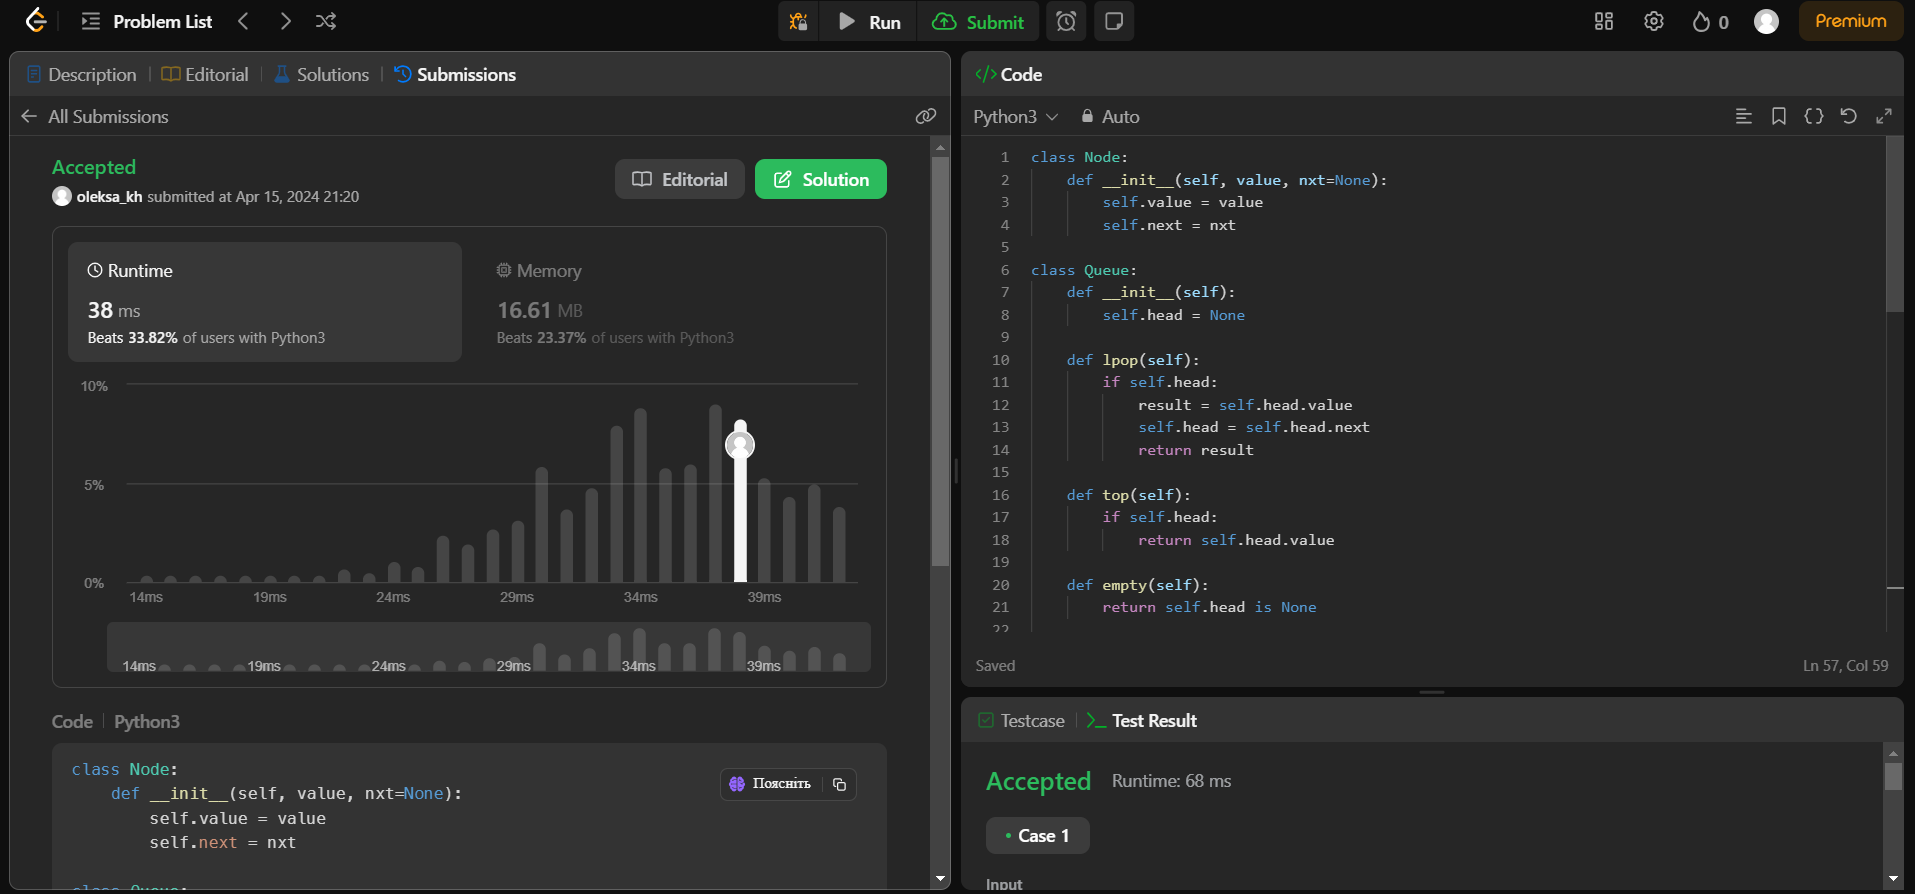 Problem List
Run
Submit
0
Premium
Description
Editorial
Solutions
Submissions
All Submissions
Accepted
oleksa_kh submitted at Apr 15, 2024 21:20
Editorial
Solution
Runtime
38 ms
Beats 33.82% of users with Python3
Memory
16.61 MB
Beats 23.37% of users with Python3
10%
5%
0%
14ms 19ms 24ms 29ms 34ms 39ms
14ms 19ms 24ms 29ms 34ms 39ms
Code Python3
class Node:
    def __init__(self, value, nxt=None):
        self.value = value
        self.next = nxt
class Queue:
Поясніть
Code
Python3
Auto
1 class Node:
2     def __init__(self, value, nxt=None):
3         self.value = value
4         self.next = nxt
5
6 class Queue:
7     def __init__(self):
8         self.head = None
9
10     def lpop(self):
11         if self.head:
12             result = self.head.value
13             self.head = self.head.next
14             return result
15
16     def top(self):
17         if self.head:
18             return self.head.value
19
20     def empty(self):
21         return self.head is None
22
Saved
Ln 57, Col 59
Testcase
Test Result
Accepted
Runtime: 68 ms
Case 1
Input